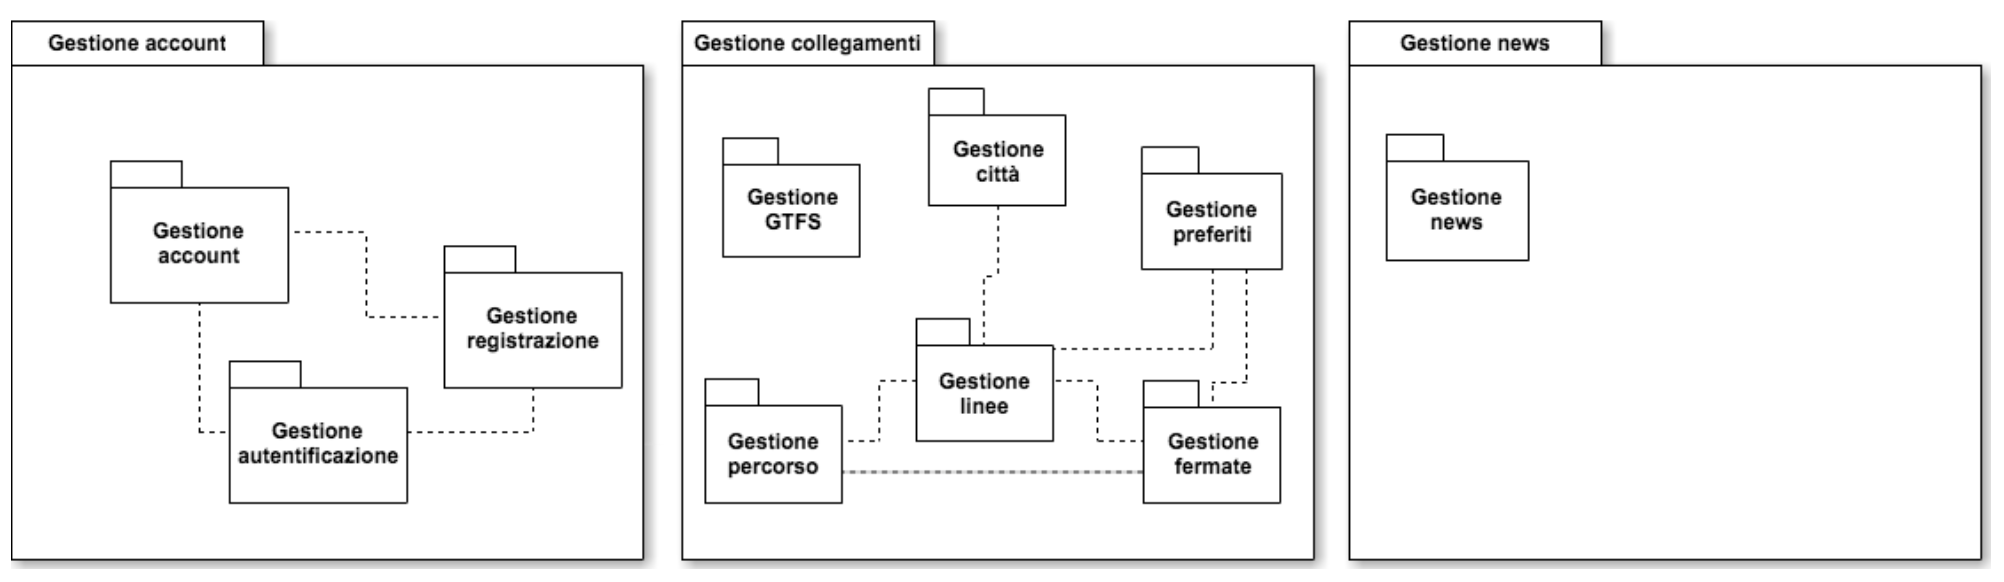 Gestione account
Gestione
account
Gestione
registrazione
Gestione
autentificazione
Gestione collegamenti
Gestione
città
Gestione
GTFS
Gestione
preferiti
Gestione
linee
Gestione
percorso
Gestione
fermate
Gestione news
Gestione
news